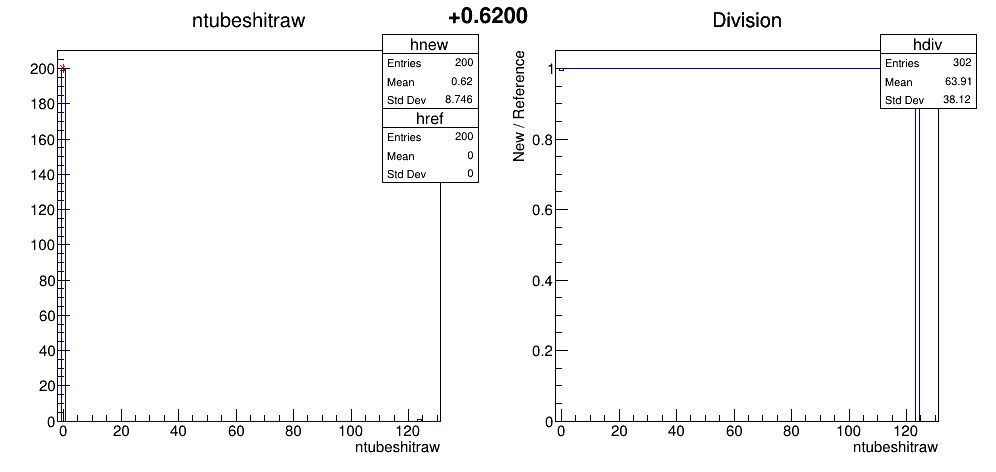 ntubeshitraw
+0.6200
Division
hnew
Entries 200
Mean 0.62
Std Dev 8.746
href
Entries 200
Mean 0
Std Dev 0
200
180
160
140
120
100
80
60
40
20
0
0 20 40 60 80 100 120
ntubeshitraw
hdiv
Entries 302
Mean 63.91
Std Dev 38.12
New / Reference
1
0.8
0.6
0.4
0.2
0
0 20 40 60 80 100 120
ntubeshitraw